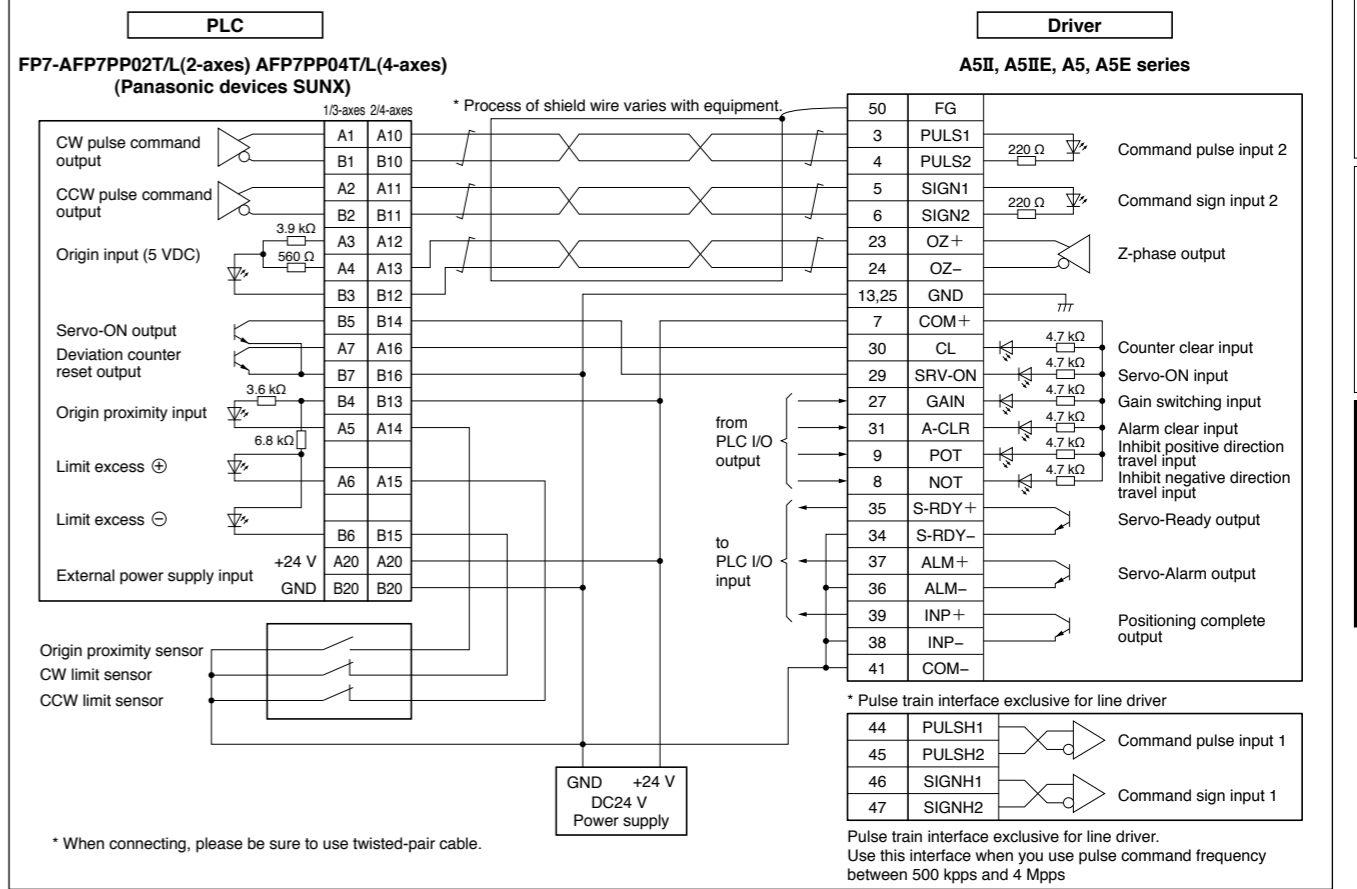 PLC
Driver
FP7-AFP7PP02T/L(2-axes) AFP7PP04T/L(4-axes)
(Panasonic devices SUNX)
A5II, A5IIE, A5, A5E series
1/3-axes 2/4-axes
* Process of shield wire varies with equipment.
CW pulse command
output
A1 A10
B1 B10
CCW pulse command
output
A2 A11
B2 B11
Origin input (5 VDC)
3.9 kΩ
560 Ω
A3 A12
A4 A13
B3 B12
Servo-ON output
B5 B14
Deviation counter
reset output
A7 A16
B7 B16
3.6 kΩ
B4 B13
Origin proximity input
A5 A14
6.8 kΩ
Limit excess ⊕
A6 A15
Limit excess ⊖
B6 B15
External power supply input
+24 V A20 A20
GND B20 B20
50 FG
3 PULS1
4 PULS2
220 Ω
Command pulse input 2
5 SIGN1
6 SIGN2
220 Ω
Command sign input 2
23 OZ+
24 OZ−
Z-phase output
13,25 GND
7 COM+
30 CL 4.7 kΩ Counter clear input
29 SRV-ON 4.7 kΩ Servo-ON input
27 GAIN 4.7 kΩ Gain switching input
31 A-CLR 4.7 kΩ Alarm clear input
9 POT 4.7 kΩ Inhibit positive direction
travel input
8 NOT 4.7 kΩ Inhibit negative direction
travel input
35 S-RDY+
34 S-RDY−
Servo-Ready output
37 ALM+
36 ALM−
Servo-Alarm output
39 INP+
38 INP−
Positioning complete
output
41 COM−
from
PLC I/O
output
to
PLC I/O
input
Origin proximity sensor
CW limit sensor
CCW limit sensor
GND +24 V
DC24 V
Power supply
* Pulse train interface exclusive for line driver
44 PULSH1
45 PULSH2
Command pulse input 1
46 SIGNH1
47 SIGNH2
Command sign input 1
* When connecting, please be sure to use twisted-pair cable.
Pulse train interface exclusive for line driver.
Use this interface when you use pulse command frequency
between 500 kpps and 4 Mpps